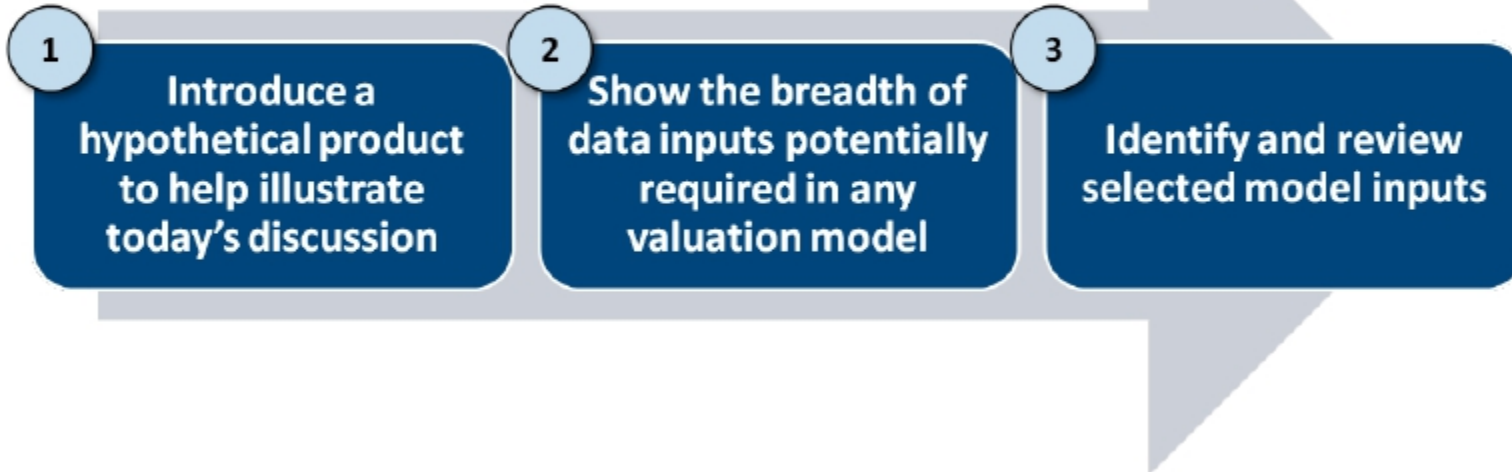 1
Introduce a
hypothetical product
to help illustrate
today's discussion
2
Show the breadth of
data inputs potentially
required in any
valuation model
3
Identify and review
selected model inputs